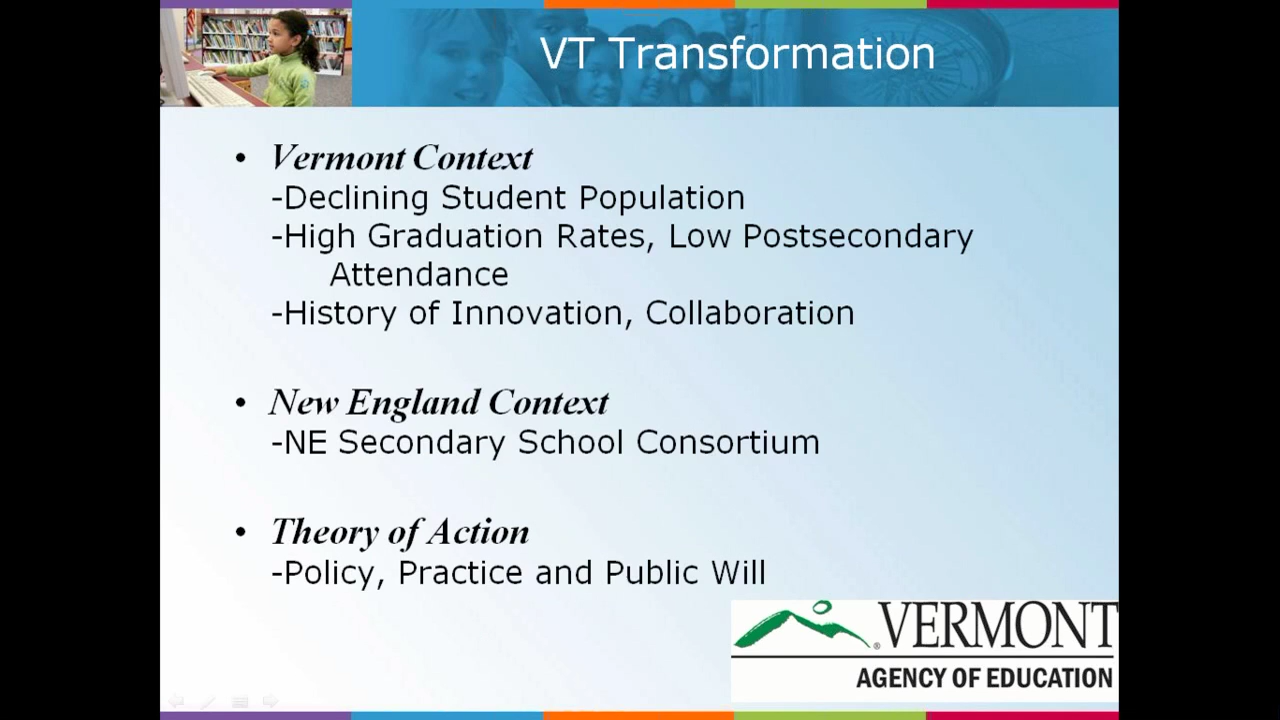 VT Transformation
• Vermont Context
-Declining Student Population
-High Graduation Rates, Low Postsecondary
Attendance
-History of Innovation, Collaboration
• New England Context
-NE Secondary School Consortium
• Theory of Action
-Policy, Practice and Public Will
VERMONT
AGENCY OF EDUCATION